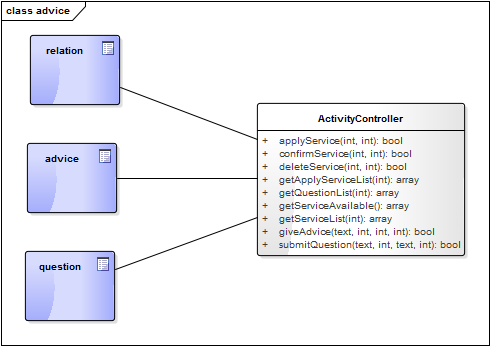 class advice
relation
advice
question
ActivityController
+ applyService(int, int): bool
+ confirmService(int, int): bool
+ deleteService(int, int): bool
+ getApplyServiceList(int): array
+ getQuestionList(int): array
+ getServiceAvailable(): array
+ getServiceList(int): array
+ giveAdvice(text, int, int, int): bool
+ submitQuestion(text, int, text, int): bool